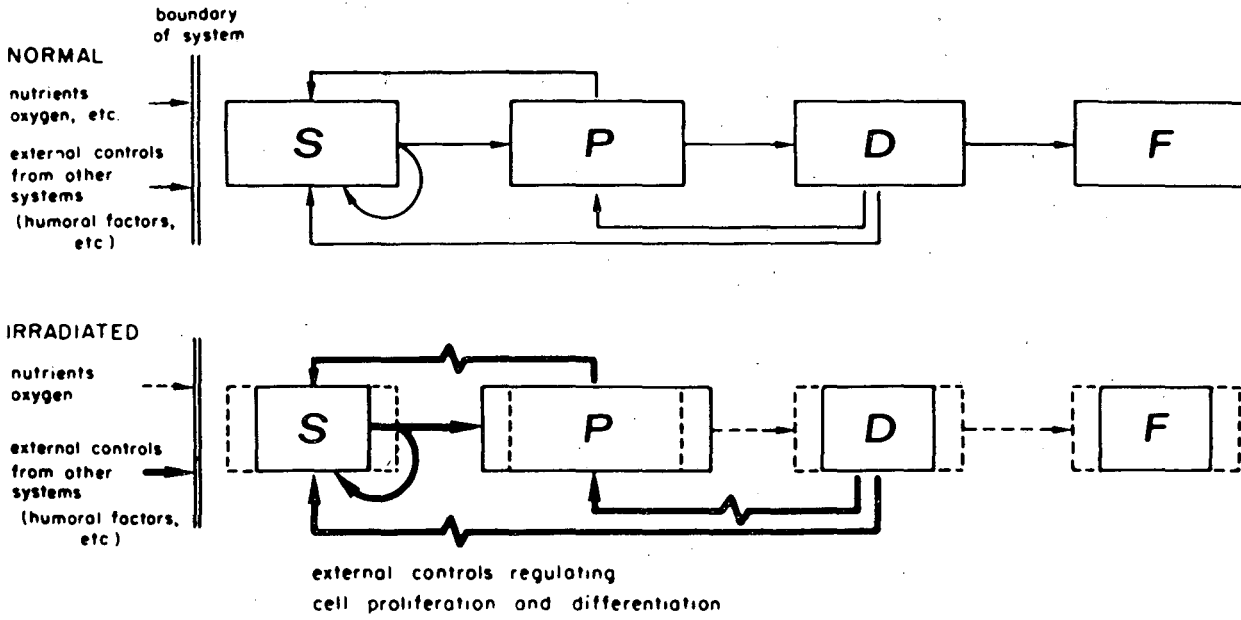 boundary
of system
NORMAL
nutrients
oxygen, etc.
external controls
from other
systems
(humoral factors,
etc)
S
P
D
F
IRRADIATED
nutrients
oxygen
external controls
from other
systems
(humoral factors,
etc)
S
P
D
F
external controls regulating
cell proliferation and differentiation